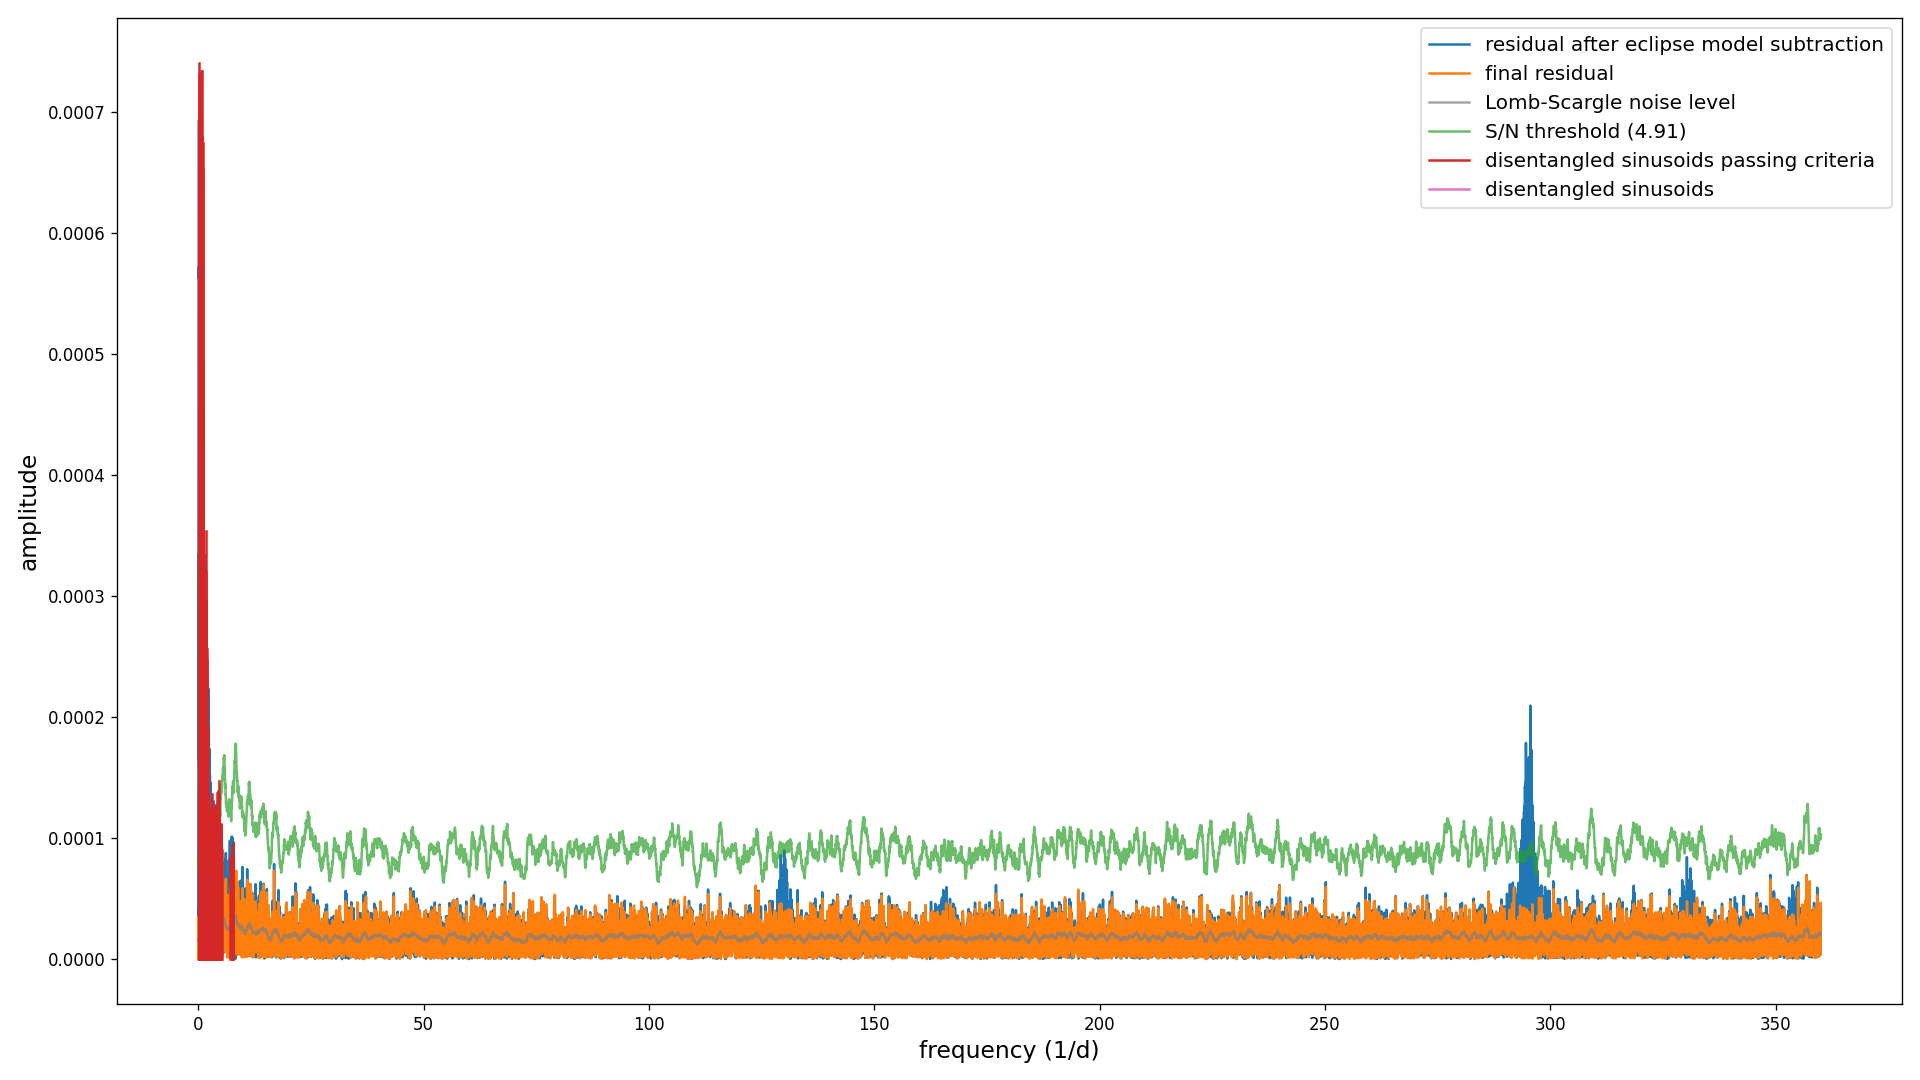 residual after eclipse model subtraction
final residual
Lomb-Scargle noise level
S/N threshold (4.91)
disentangled sinusoids passing criteria
disentangled sinusoids
amplitude
0.0007
0.0006
0.0005
0.0004
0.0003
0.0002
0.0001
0.0000
0 50 100 150 200 250 300 350
frequency (1/d)